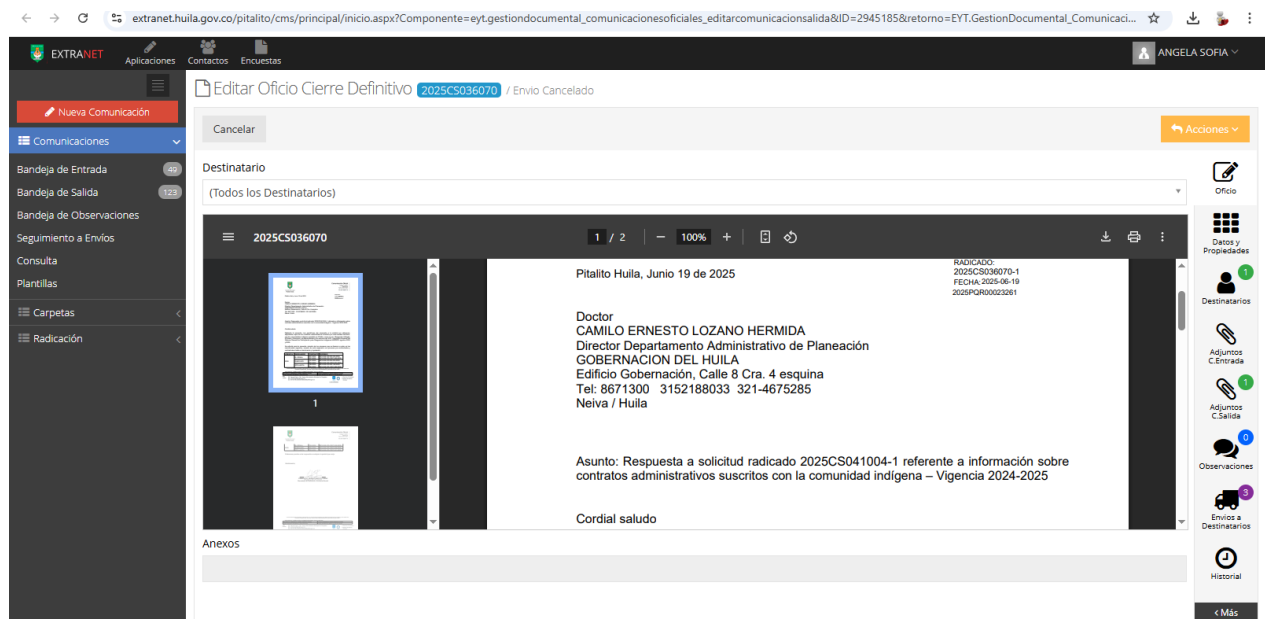 extranet.huila.gov.co/pitalito/cms/principal/inicio.aspx?Componente=eyt.gestiondocumental_comunicacionesoficiales_editarcomunicacionsalida&ID=2945185&retorno=EYT.GestionDocumental_Comunicaci...
EXTRANET
Aplicaciones
Contactos
Encuestas
ANGELA SOFIA
Editar Oficio Cierre Definitivo 2025CS036070 / Envio Cancelado
Nueva Comunicación
Cancelar
Acciones
Comunicaciones
Bandeja de Entrada 49
Bandeja de Salida 123
Bandeja de Observaciones
Seguimiento a Envíos
Consulta
Plantillas
Carpetas
Radicación
Destinatario
(Todos los Destinatarios)
2025CS036070
1 / 2
100%
1
RADICADO:
2025CS036070-1
FECHA:2025-06-19
2025PQR00023261
Pitalito Huila, Junio 19 de 2025
Doctor
CAMILO ERNESTO LOZANO HERMIDA
Director Departamento Administrativo de Planeación
GOBERNACION DEL HUILA
Edificio Gobernación, Calle 8 Cra. 4 esquina
Tel: 8671300 3152188033 321-4675285
Neiva / Huila
Asunto: Respuesta a solicitud radicado 2025CS041004-1 referente a información sobre
contratos administrativos suscritos con la comunidad indígena – Vigencia 2024-2025
Cordial saludo
Anexos
Oficio
Datos y
Propiedades
1
Destinatarios
Adjuntos
C.Entrada
1
Adjuntos
C.Salida
0
Observaciones
3
Envios a
Destinatarios
Historial
< Más